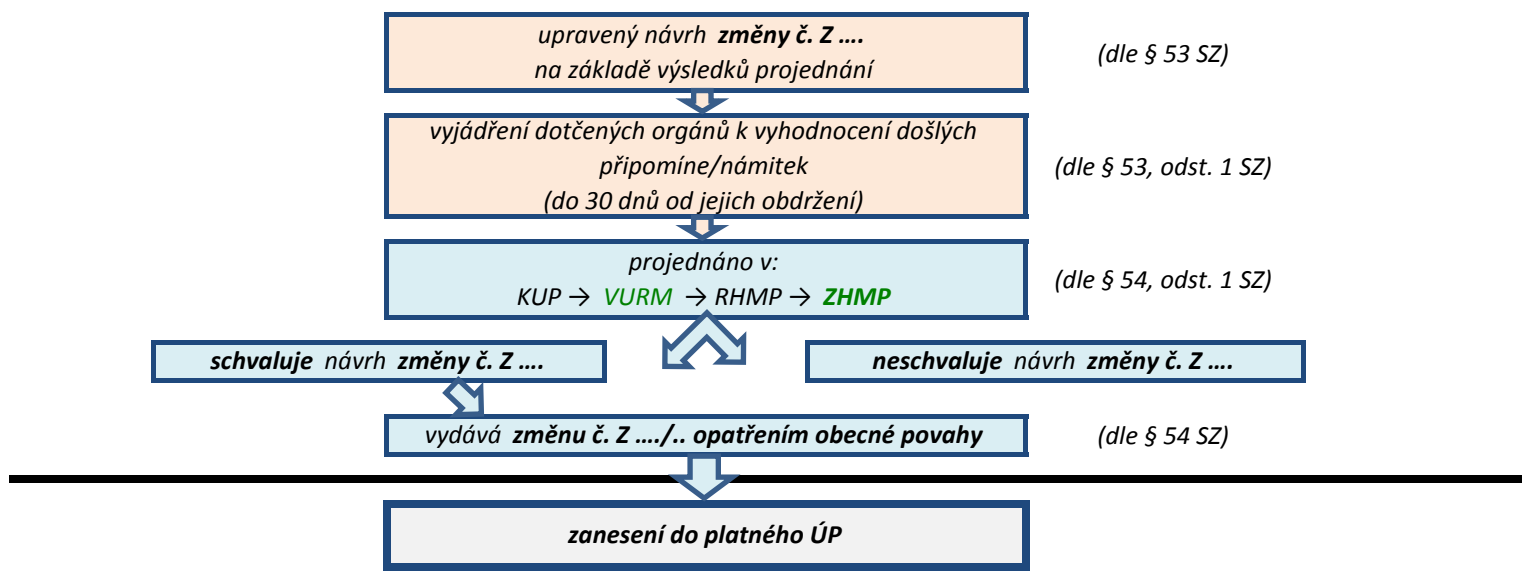 upravený návrh změny č. Z ....
na základě výsledků projednání
(dle § 53 SZ)
vyjádření dotčených orgánů k vyhodnocení došlých
připomíne/námitek
(do 30 dnů od jejich obdržení)
(dle § 53, odst. 1 SZ)
projednáno v:
KUP → VURM → RHMP → ZHMP
(dle § 54, odst. 1 SZ)
schvaluje návrh změny č. Z ....
neschvaluje návrh změny č. Z ....
vydává změnu č. Z ..../.. opatřením obecné povahy
(dle § 54 SZ)
zanesení do platného ÚP